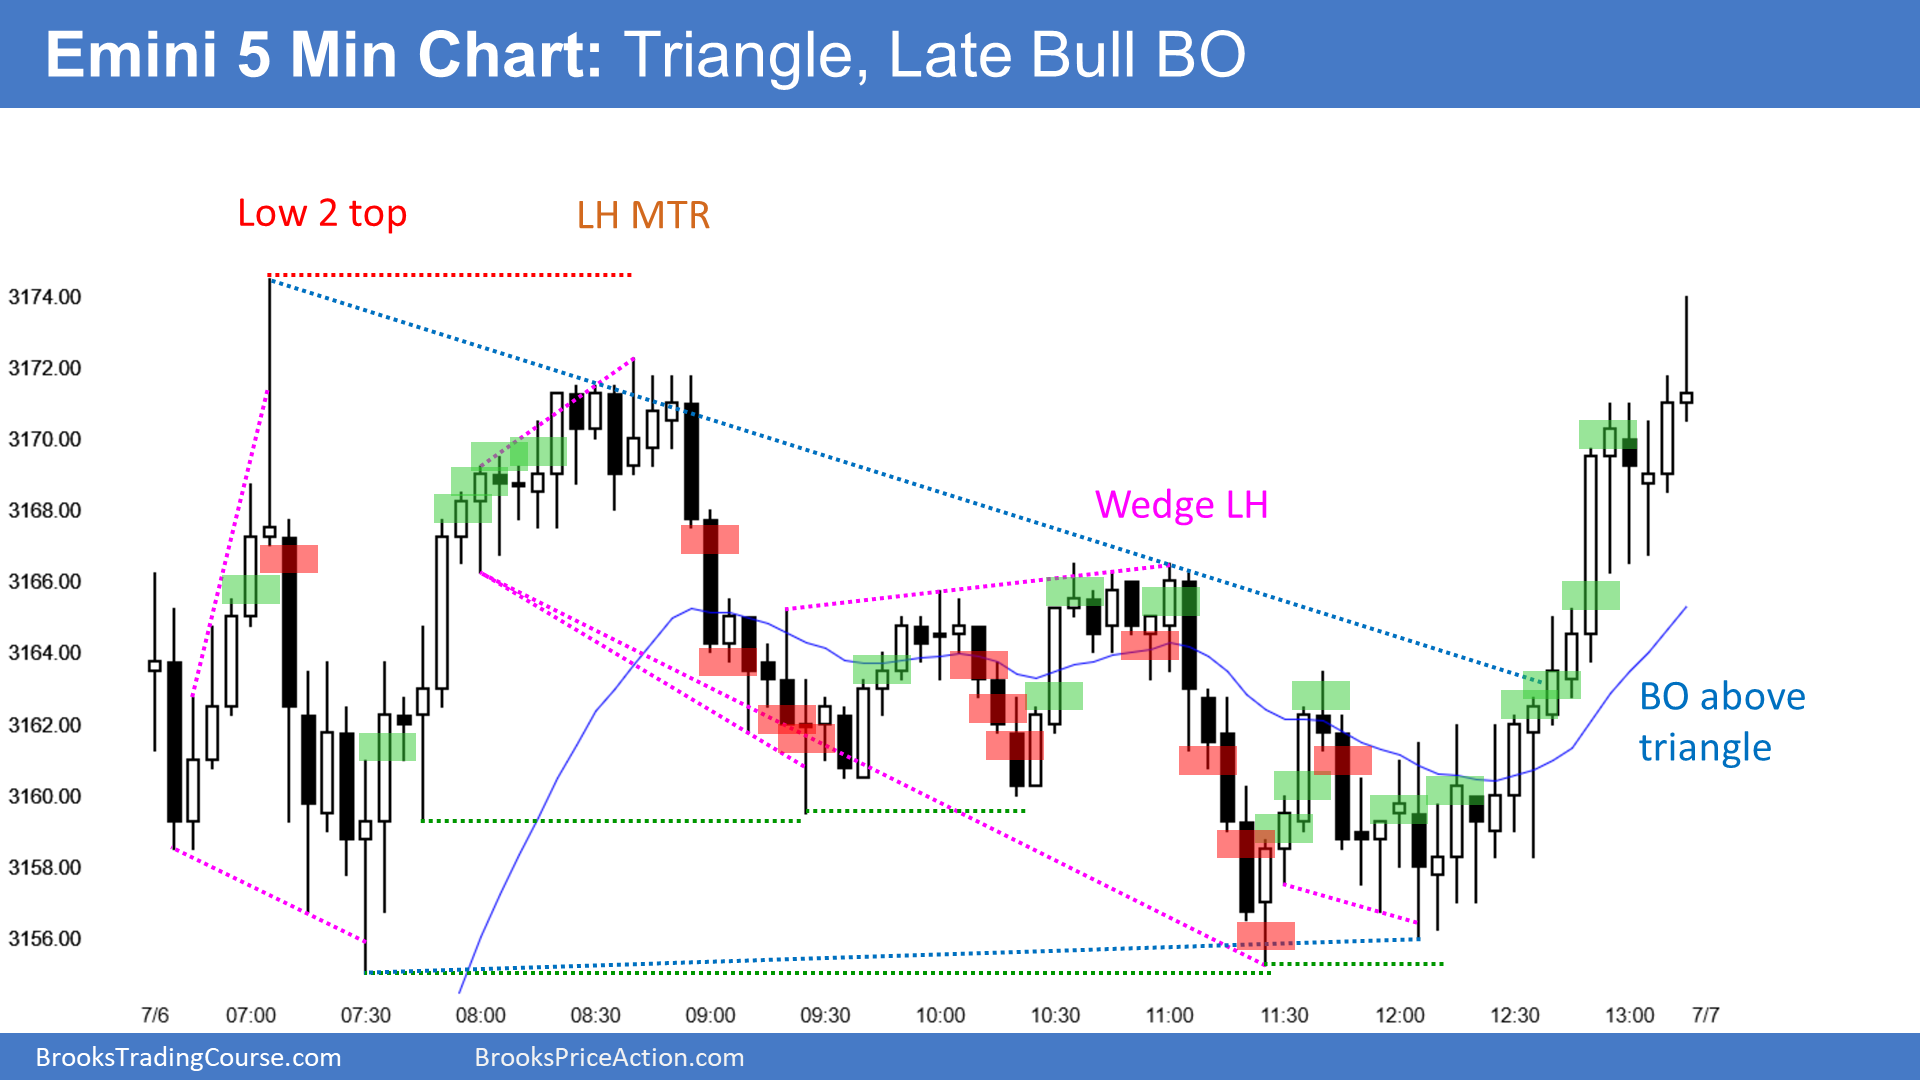 Emini 5 Min Chart: Triangle, Late Bull BO
Low 2 top
LH MTR
3174.00
3172.00
3170.00
3168.00
3166.00
3164.00
3162.00
3160.00
3158.00
3156.00
Wedge LH
BO above
triangle
7/6 07:00 07:30 08:00 08:30 09:00 09:30 10:00 10:30 11:00 11:30 12:00 12:30 13:00 7/7
BrooksTradingCourse.com BrooksPriceAction.com